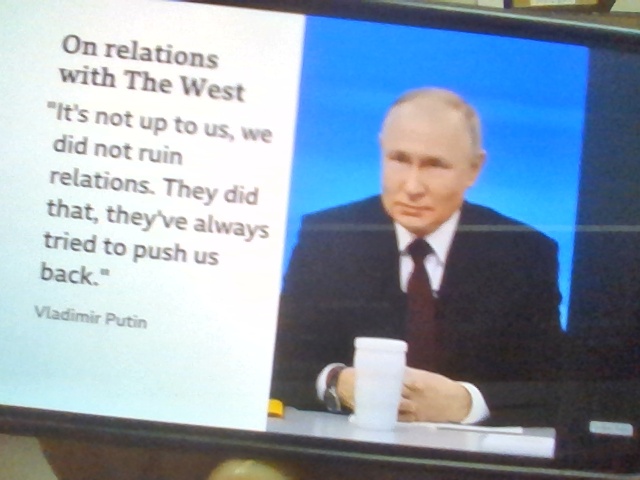 On relations
with The West
"It's not up to us, we
did not ruin
relations. They did
that, they've always
tried to push us
back."
Vladimir Putin